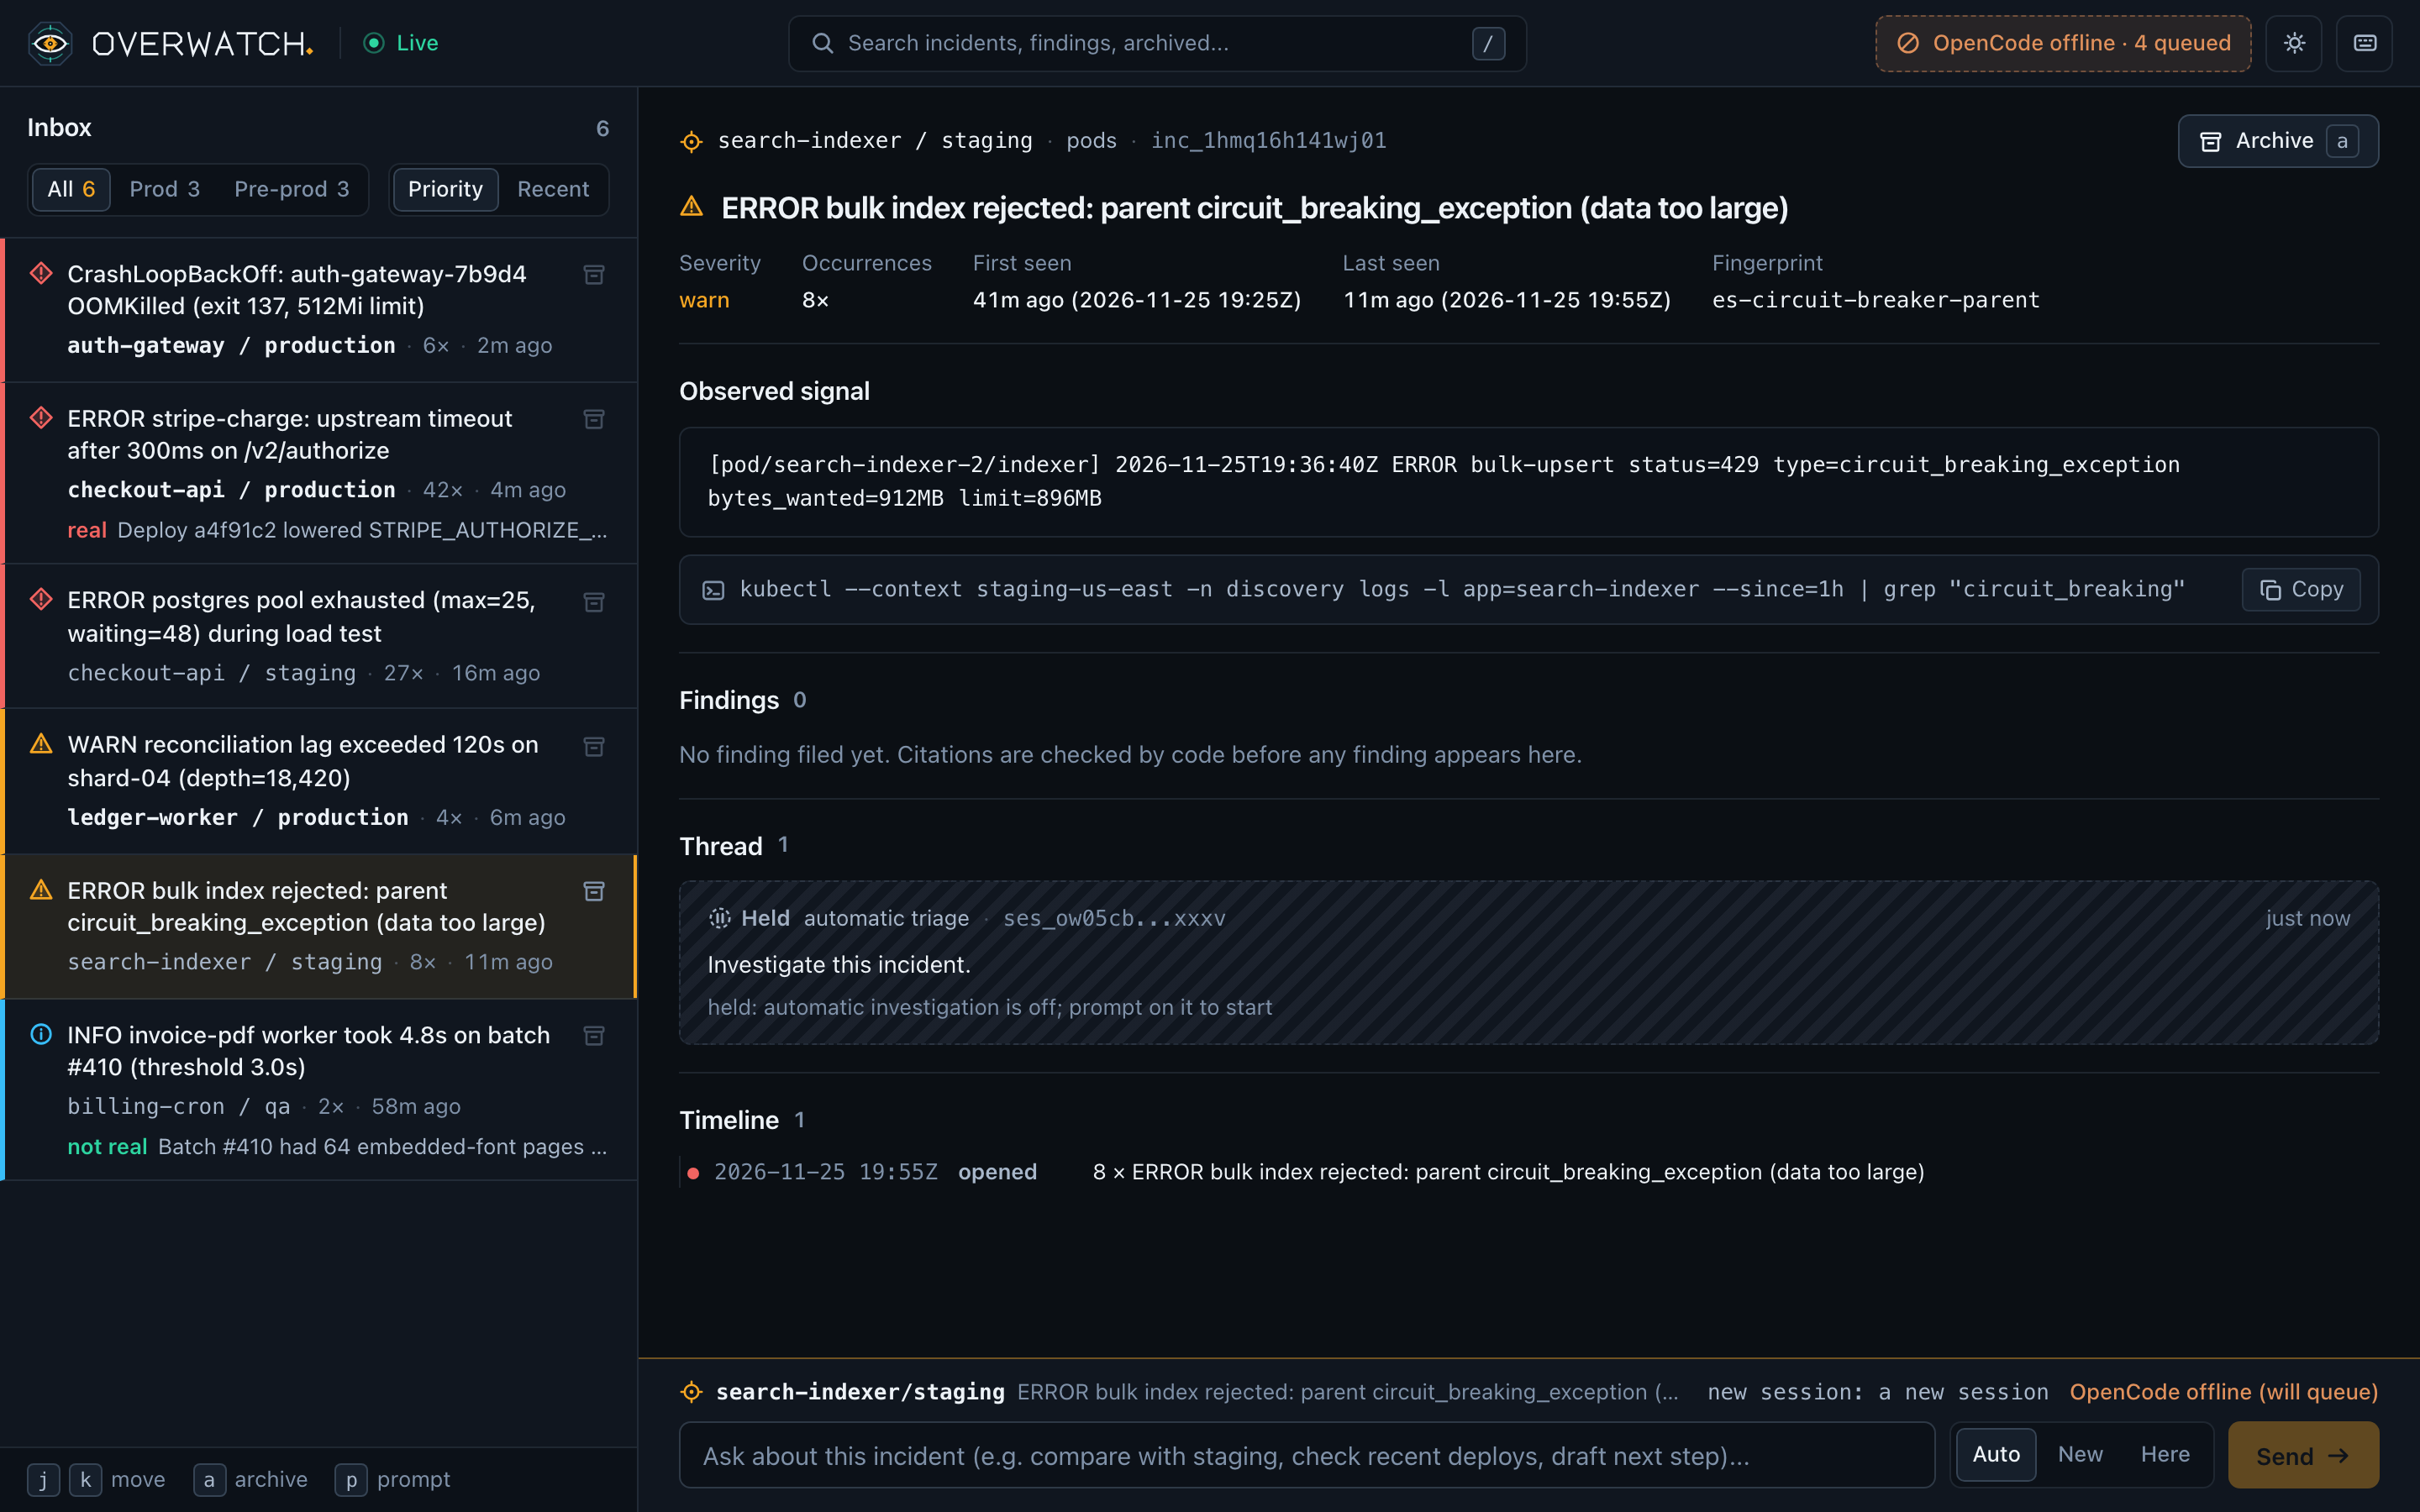 OVERWATCH.
Live
Search incidents, findings, archived...
/
OpenCode offline · 4 queued
Inbox
6
All 6
Prod 3
Pre-prod 3
Priority
Recent
CrashLoopBackOff: auth-gateway-7b9d4
OOMKilled (exit 137, 512Mi limit)
auth-gateway / production · 6× · 2m ago
ERROR stripe-charge: upstream timeout
after 300ms on /v2/authorize
checkout-api / production · 42× · 4m ago
real Deploy a4f91c2 lowered STRIPE_AUTHORIZE_...
ERROR postgres pool exhausted (max=25,
waiting=48) during load test
checkout-api / staging · 27× · 16m ago
WARN reconciliation lag exceeded 120s on
shard-04 (depth=18,420)
ledger-worker / production · 4× · 6m ago
ERROR bulk index rejected: parent
circuit_breaking_exception (data too large)
search-indexer / staging · 8× · 11m ago
INFO invoice-pdf worker took 4.8s on batch
#410 (threshold 3.0s)
billing-cron / qa · 2× · 58m ago
not real Batch #410 had 64 embedded-font pages ...
j k move a archive p prompt
search-indexer / staging · pods · inc_1hmq16h141wj01
Archive a
ERROR bulk index rejected: parent circuit_breaking_exception (data too large)
Severity
Occurrences
First seen
Last seen
Fingerprint
warn
8×
41m ago (2026-11-25 19:25Z)
11m ago (2026-11-25 19:55Z)
es-circuit-breaker-parent
Observed signal
[pod/search-indexer-2/indexer] 2026-11-25T19:36:40Z ERROR bulk-upsert status=429 type=circuit_breaking_exception
bytes_wanted=912MB limit=896MB
kubectl --context staging-us-east -n discovery logs -l app=search-indexer --since=1h | grep "circuit_breaking"
Copy
Findings 0
No finding filed yet. Citations are checked by code before any finding appears here.
Thread 1
Held automatic triage · ses_ow05cb...xxxv
just now
Investigate this incident.
held: automatic investigation is off; prompt on it to start
Timeline 1
2026-11-25 19:55Z opened 8 × ERROR bulk index rejected: parent circuit_breaking_exception (data too large)
search-indexer/staging ERROR bulk index rejected: parent circuit_breaking_exception (... new session: a new session OpenCode offline (will queue)
Ask about this incident (e.g. compare with staging, check recent deploys, draft next step)...
Auto
New
Here
Send →